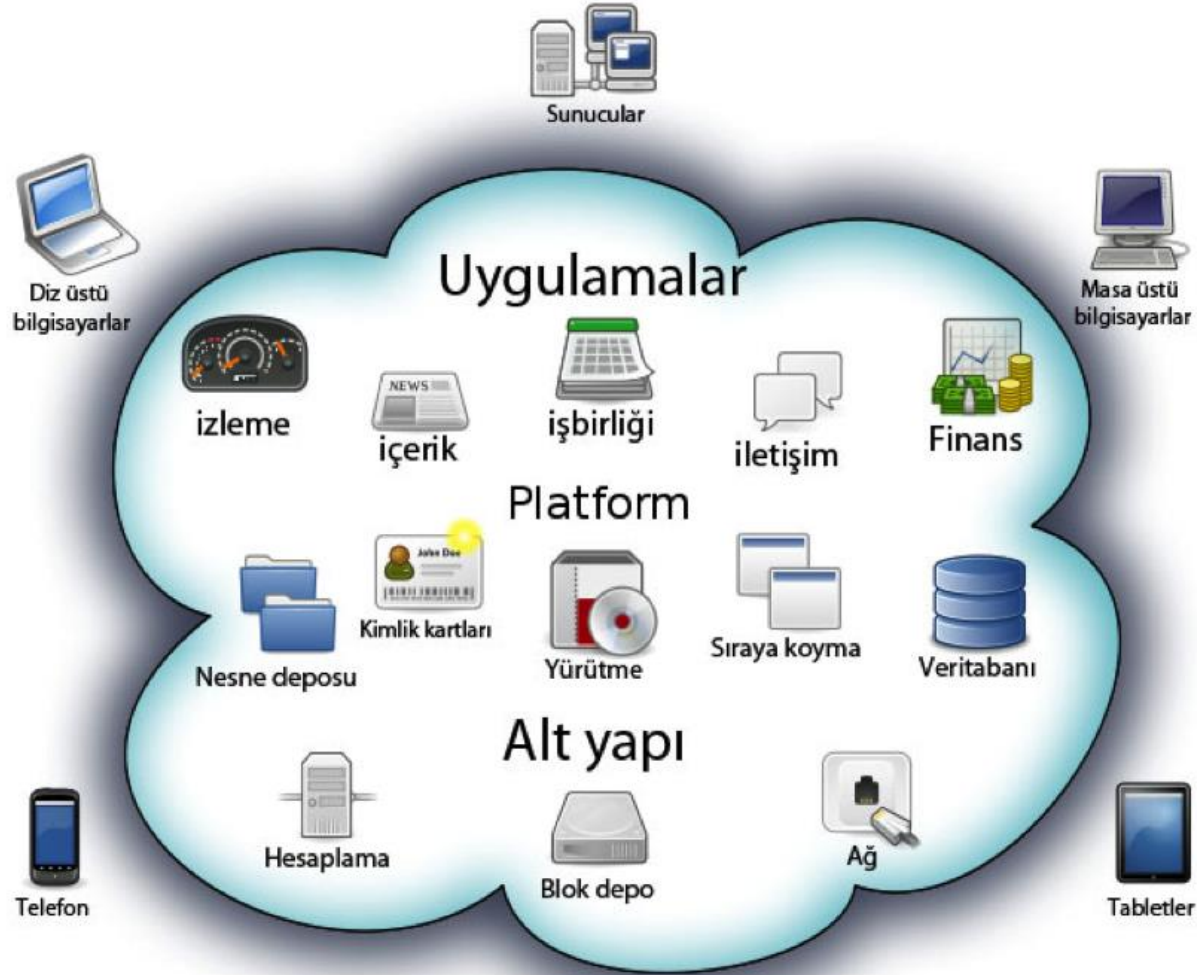 Sunucular
Diz üstü
bilgisayarlar
Masa üstü
bilgisayarlar
Uygulamalar
izleme
NEWS
içerik
işbirliği
iletişim
Finans
Platform
Nesne deposu
John Doe
Kimlik kartları
Yürütme
Sıraya koyma
Veritabanı
Alt yapı
Hesaplama
Blok depo
Ağ
Telefon
Tabletler